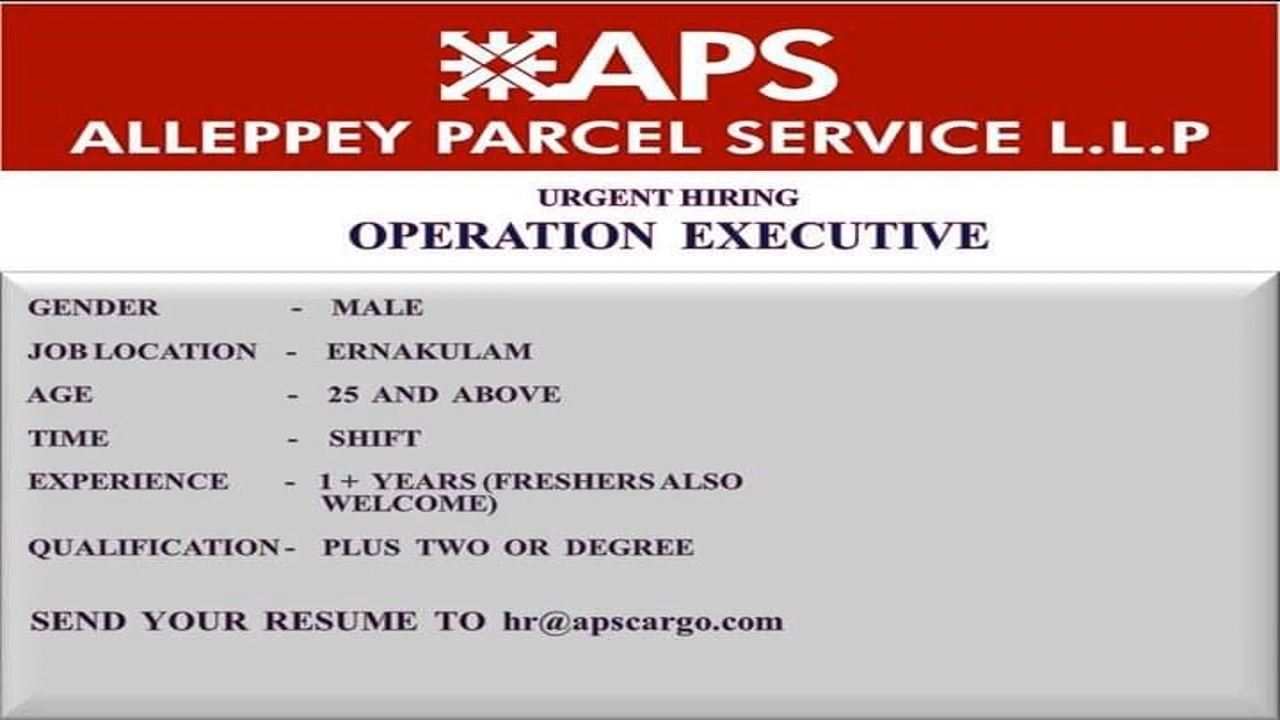 APS
ALLEPPEY PARCEL SERVICE L.L.P
URGENT HIRING
OPERATION EXECUTIVE
GENDER - MALE
JOB LOCATION - ERNAKULAM
AGE - 25 AND ABOVE
TIME - SHIFT
EXPERIENCE - 1 + YEARS (FRESHERS ALSO
WELCOME)
QUALIFICATION - PLUS TWO OR DEGREE
SEND YOUR RESUME TO hr@apscargo.com